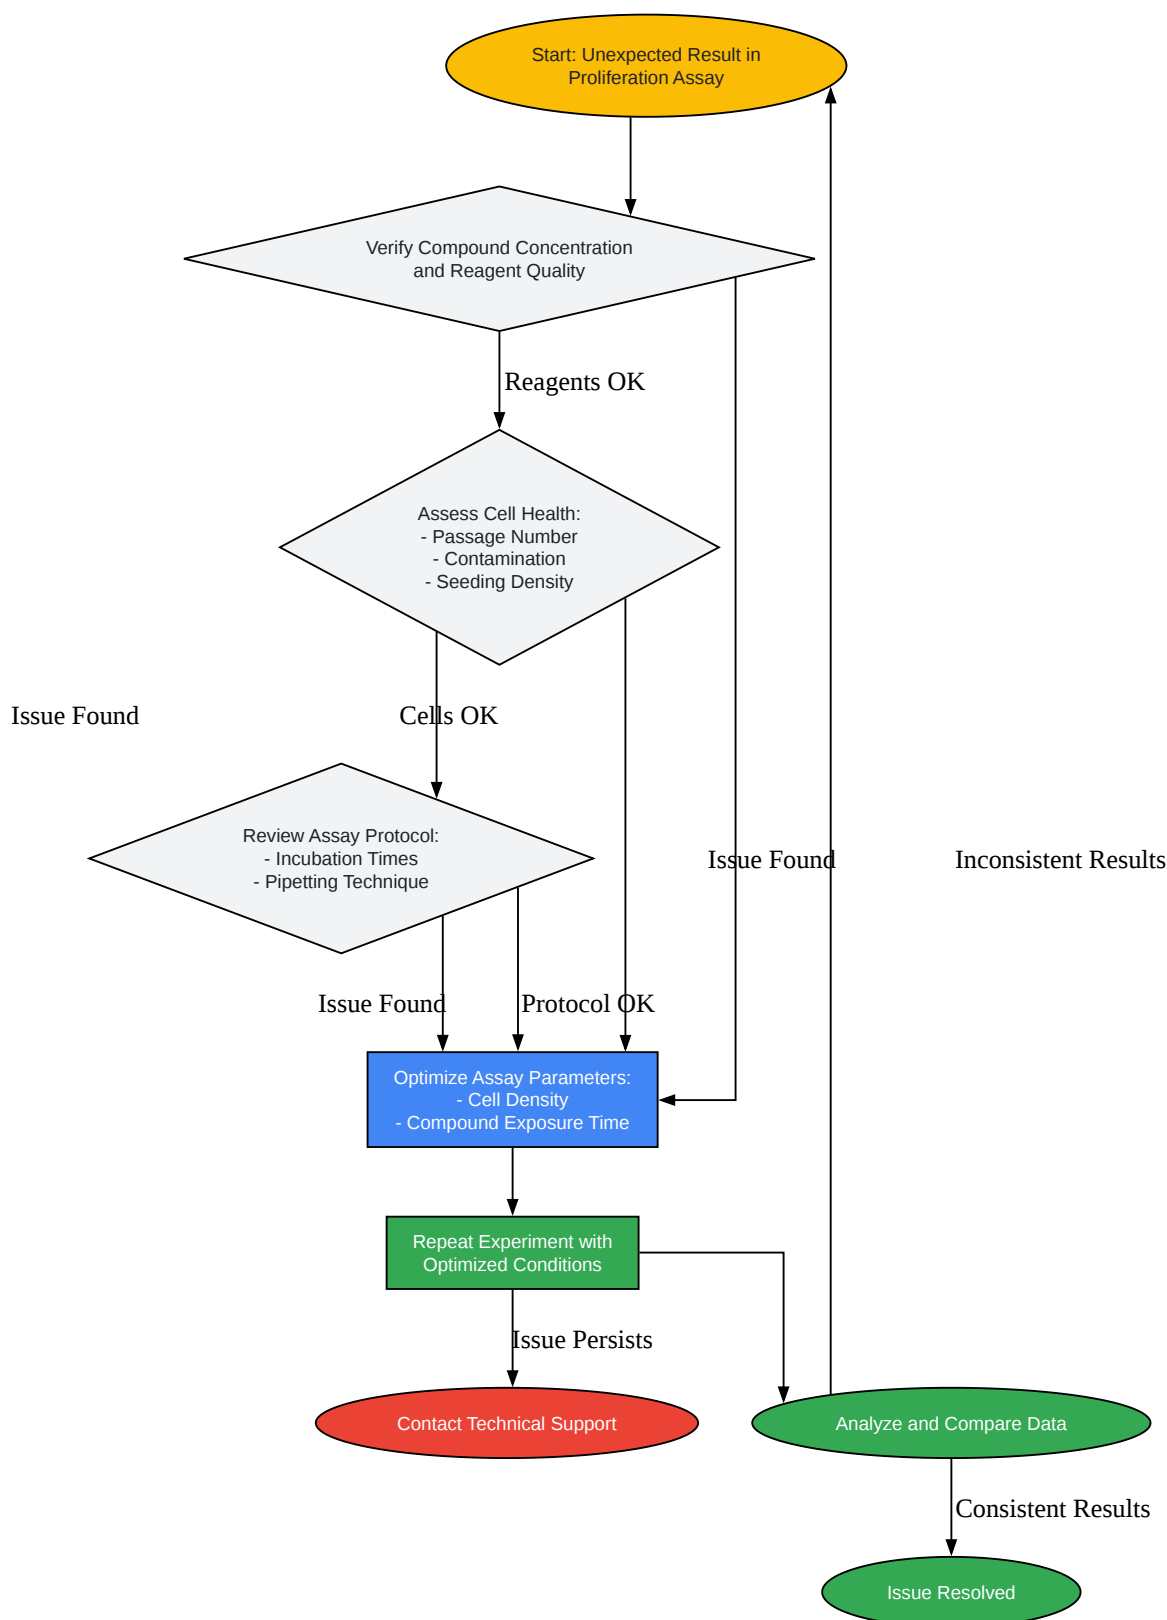 Start: Unexpected Result in
Proliferation Assay
Verify Compound Concentration
and Reagent Quality
Reagents OK
Assess Cell Health:
- Passage Number
- Contamination
- Seeding Density
Issue Found
Cells OK
Review Assay Protocol:
- Incubation Times
- Pipetting Technique
Issue Found
Inconsistent Results
Issue Found
Protocol OK
Optimize Assay Parameters:
- Cell Density
- Compound Exposure Time
Repeat Experiment with
Optimized Conditions
Issue Persists
Contact Technical Support
Analyze and Compare Data
Consistent Results
Issue Resolved